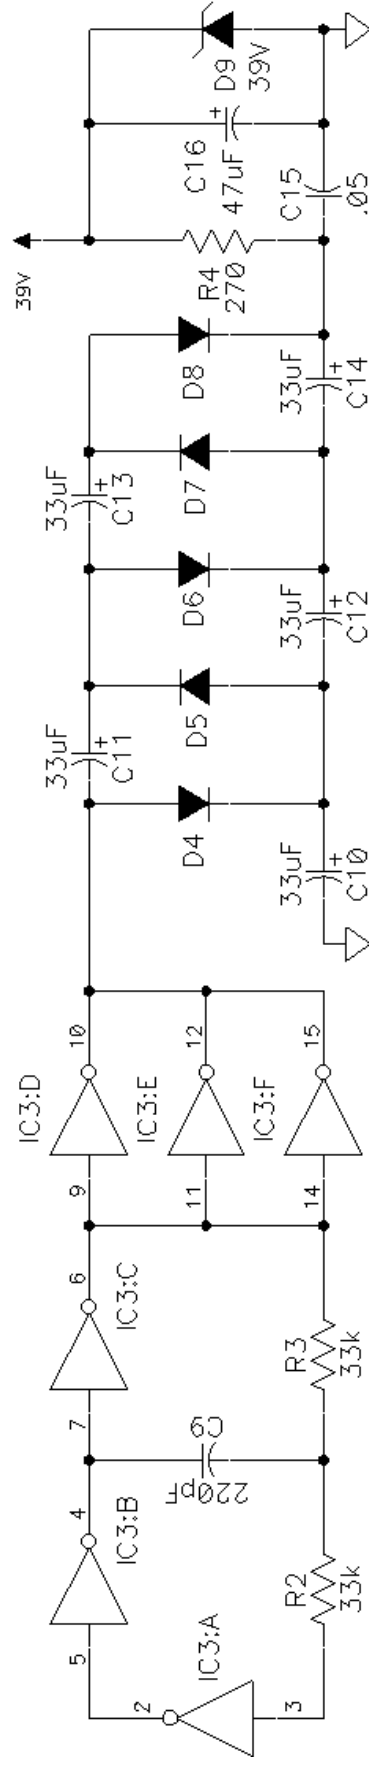 39V
D9
39V
+
C16
47uF
C15
.05
R4
270
D8
33uF
+
C14
D7
33uF
+
C13
D6
33uF
+
C12
D5
33uF
+
C11
D4
33uF
+
C10
10
IC3:D
9
12
IC3:E
11
15
IC3:F
14
6
IC3:C
7
R3
33k
C9
220pF
4
IC3:B
5
R2
33k
IC3:A
2
3